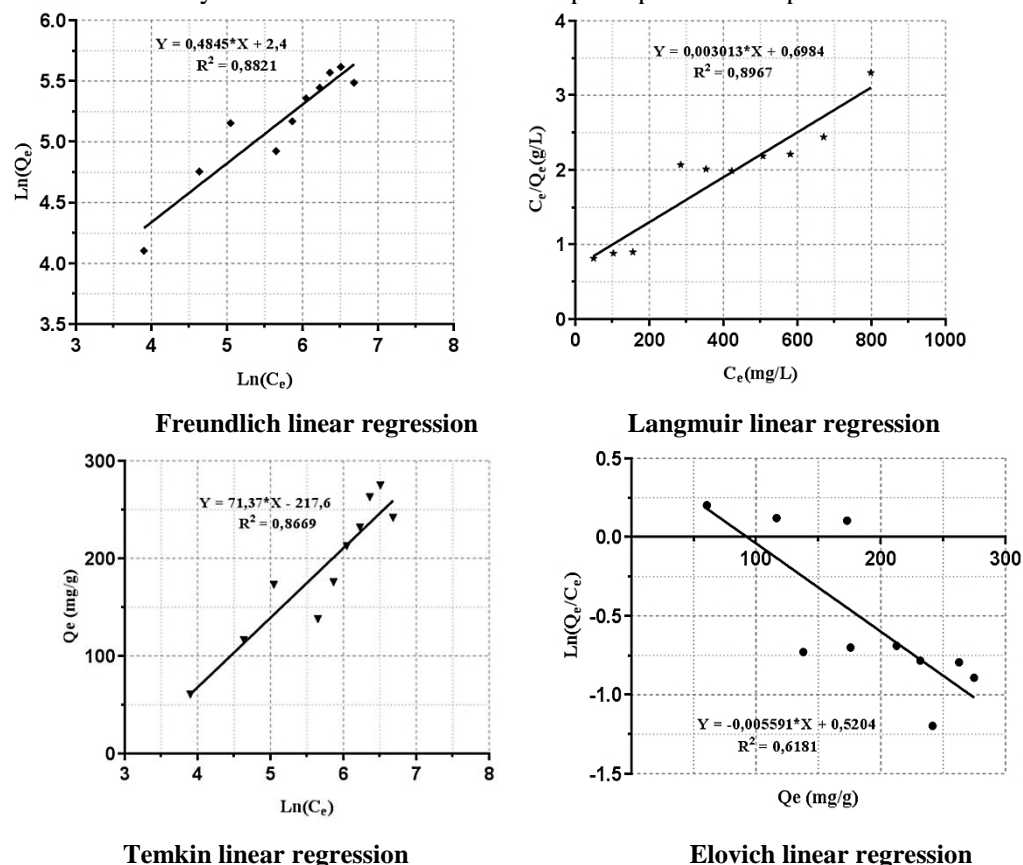 6.0
Y = 0,4845*X + 2,4
R² = 0,8821
5.5
5.0
4.5
4.0
3.5
3 4 5 6 7 8
Ln(Qₑ)
Ln(Cₑ)
4
Y = 0,003013*X + 0,6984
R² = 0,8967
3
2
1
0
0 200 400 600 800 1000
Cₑ/Qₑ(g/L)
Cₑ(mg/L)
Freundlich linear regression
Langmuir linear regression
300
Y = 71,37*X - 217,6
R² = 0,8669
200
100
0
3 4 5 6 7 8
Qe (mg/g)
Ln(Cₑ)
0.5
0.0
100 200 300
-0.5
-1.0
Y = -0,005591*X + 0,5204
R² = 0,6181
-1.5
Ln(Qₑ/Cₑ)
Qe (mg/g)
Temkin linear regression
Elovich linear regression